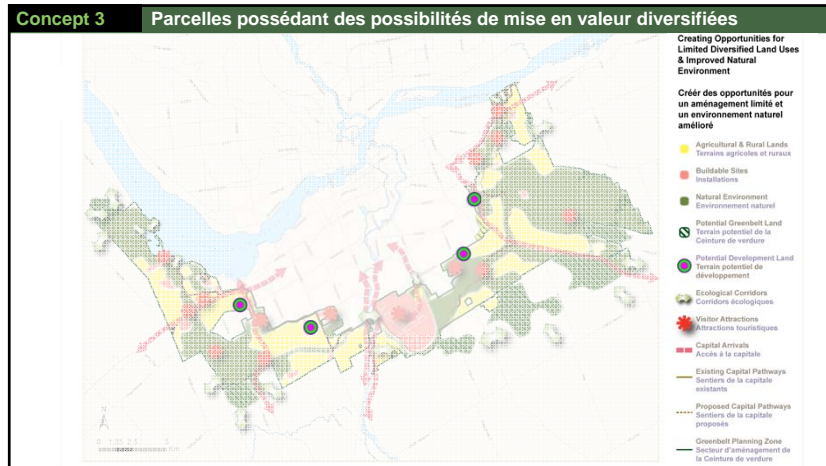 Concept 3 Parcelles possédant des possibilités de mise en valeur diversifiées
Creating Opportunities for
Limited Diversified Land Uses
& Improved Natural
Environment
Créér des opportunités pour
un aménagement limité et
un environnement naturel
amélioré
Agricultural & Rural Lands
Terrains agricoles et ruraux
Buildable Sites
Installations
Natural Environment
Environnement naturel
Potential Greenbelt Land
Terrain potentiel de la
Ceinture de verdure
Potential Development Land
Terrain potentiel de
développement
Ecological Corridors
Corridors écologiques
Visitor Attractions
Attractions touristiques
Capital Arrivals
Accès à la capitale
Existing Capital Pathways
Sentiers de la capitale
existants
Proposed Capital Pathways
Sentiers de la capitale
proposés
Greenbelt Planning Zone
Secteur d'aménagement de
la Ceinture de verdure
N